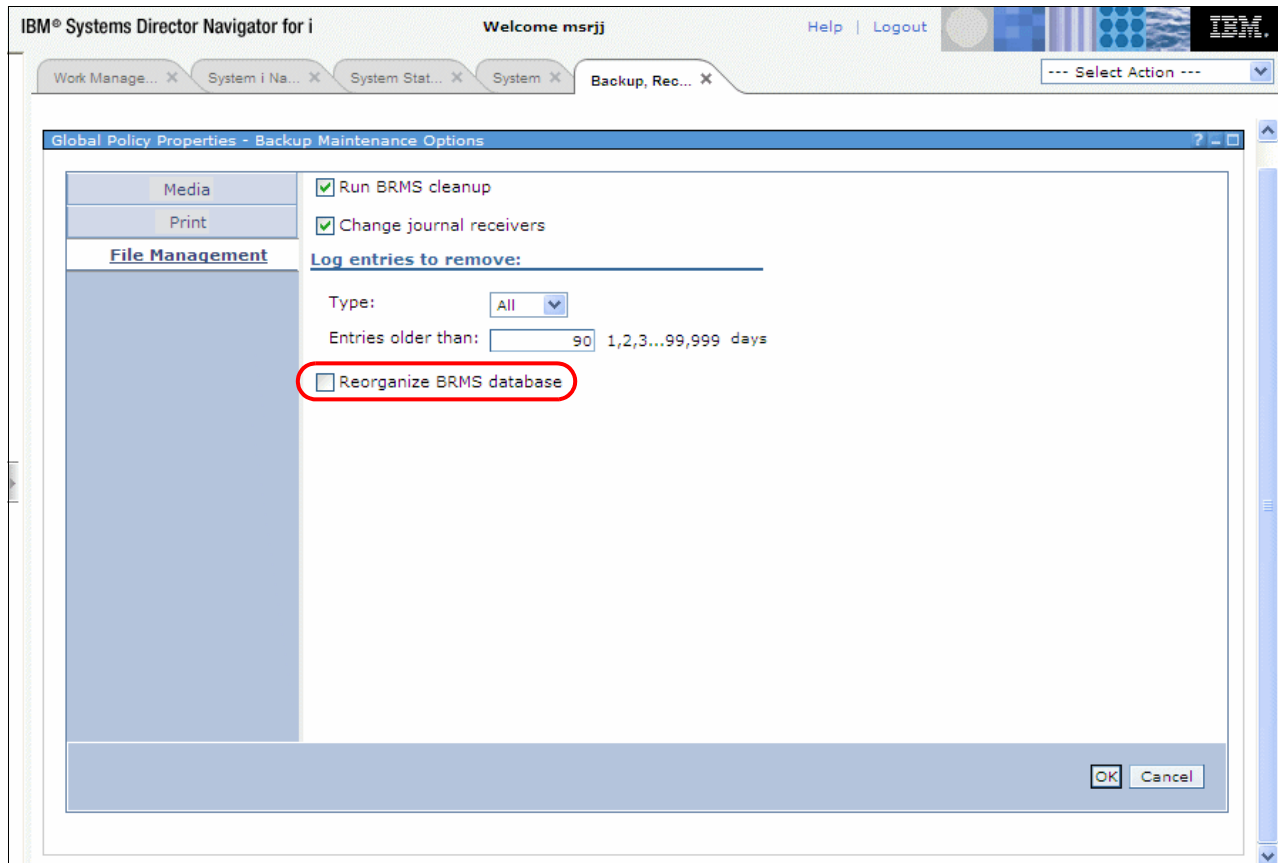 IBM® Systems Director Navigator for i Welcome msrjj Help | Logout IBM.
Work Manage... X System i Na... X System Stat... X System X Backup, Rec... X --- Select Action ---
Global Policy Properties - Backup Maintenance Options ?
Media
Print
File Management
Run BRMS cleanup
Change journal receivers
Log entries to remove:
Type: All
Entries older than: 90 1,2,3...99,999 days
Reorganize BRMS database
OK Cancel